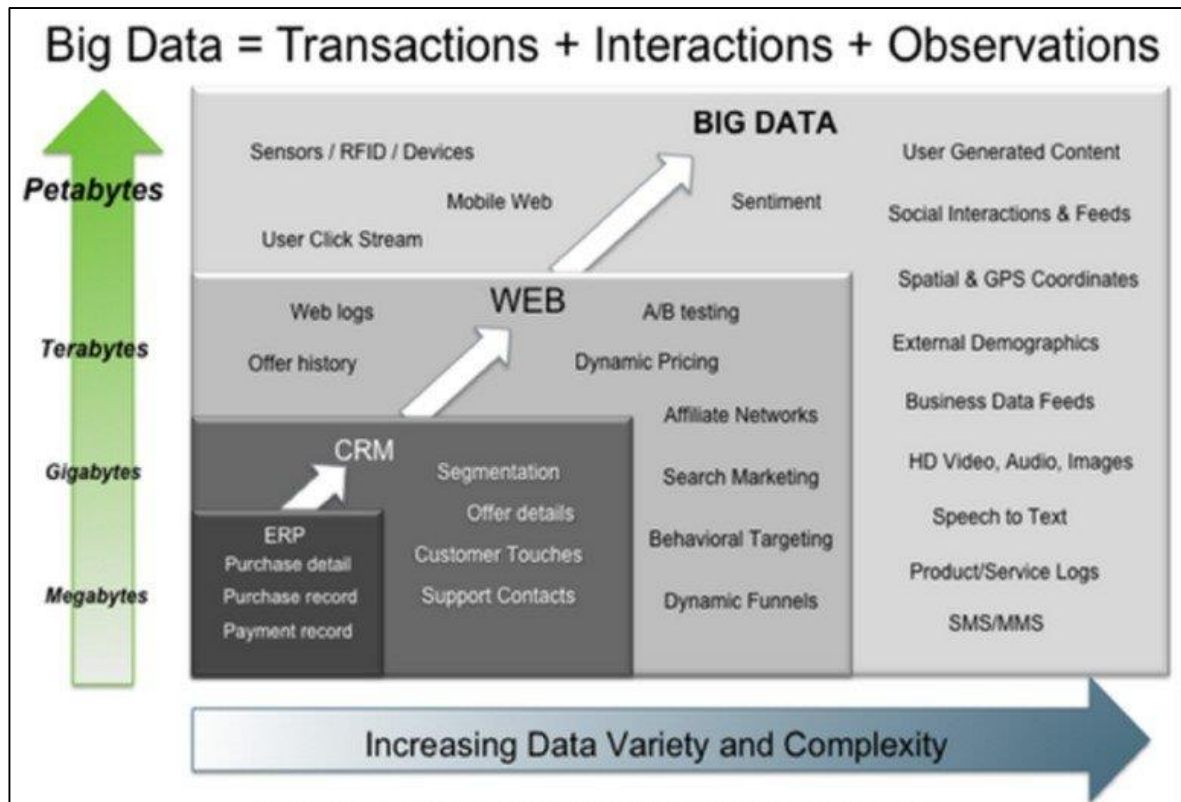 Big Data = Transactions + Interactions + Observations
BIG DATA
Sensors / RFID / Devices
User Generated Content
Petabytes
Mobile Web
Sentiment
Social Interactions & Feeds
User Click Stream
Spatial & GPS Coordinates
WEB
Web logs
A/B testing
Terabytes
External Demographics
Offer history
Dynamic Pricing
Business Data Feeds
Affiliate Networks
CRM
Gigabytes
Segmentation
Search Marketing
HD Video, Audio, Images
Offer details
Speech to Text
ERP
Customer Touches
Behavioral Targeting
Purchase detail
Product/Service Logs
Megabytes
Purchase record
Support Contacts
Dynamic Funnels
SMS/MMS
Payment record
Increasing Data Variety and Complexity